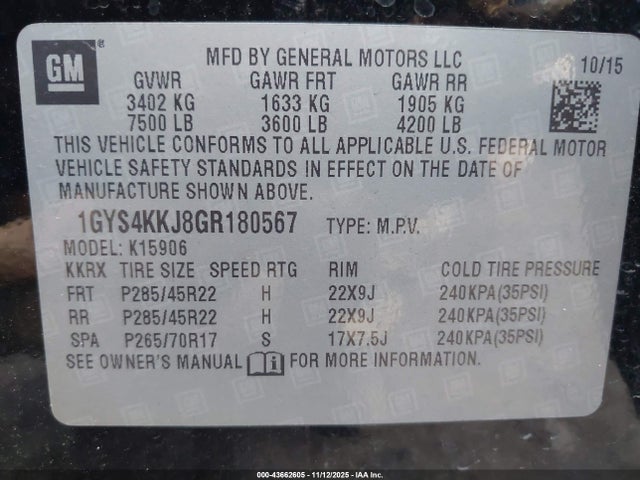 GM
MFD BY GENERAL MOTORS LLC
10/15
GVWR GAWR FRT GAWR RR
3402 KG 1633 KG 1905 KG
7500 LB 3600 LB 4200 LB
THIS VEHICLE CONFORMS TO ALL APPLICABLE U.S. FEDERAL MOTOR
VEHICLE SAFETY STANDARDS IN EFFECT ON THE DATE OF
MANUFACTURE SHOWN ABOVE.
1GYS4KKJ8GR180567 TYPE: M.P.V.
MODEL: K15906
KKRX TIRE SIZE SPEED RTG RIM COLD TIRE PRESSURE
FRT P285/45R22 H 22X9J 240KPA(35PSI)
RR P285/45R22 H 22X9J 240KPA(35PSI)
SPA P265/70R17 S 17X7.5J 240KPA(35PSI)
SEE OWNER'S MANUAL FOR MORE INFORMATION.
000-43662605 - 11/12/2025 - IAA Inc.